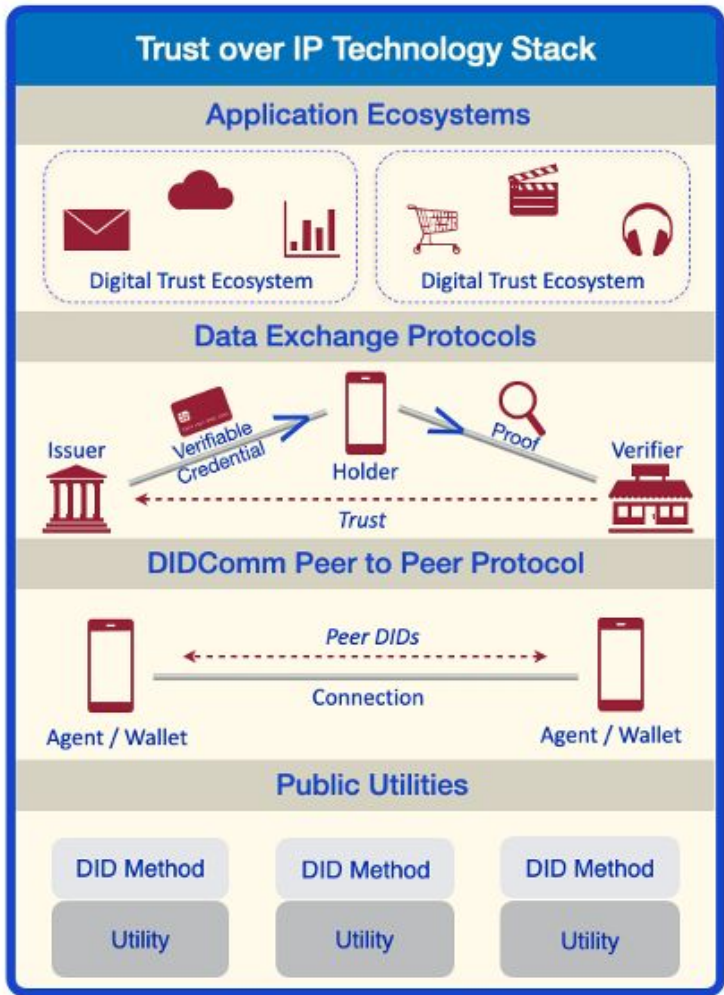 Trust over IP Technology Stack
Application Ecosystems
Digital Trust Ecosystem
Digital Trust Ecosystem
Data Exchange Protocols
Issuer
Verifiable
Credential
Holder
Proof
Verifier
Trust
DIDComm Peer to Peer Protocol
Peer DIDs
Connection
Agent / Wallet
Agent / Wallet
Public Utilities
DID Method
DID Method
DID Method
Utility
Utility
Utility